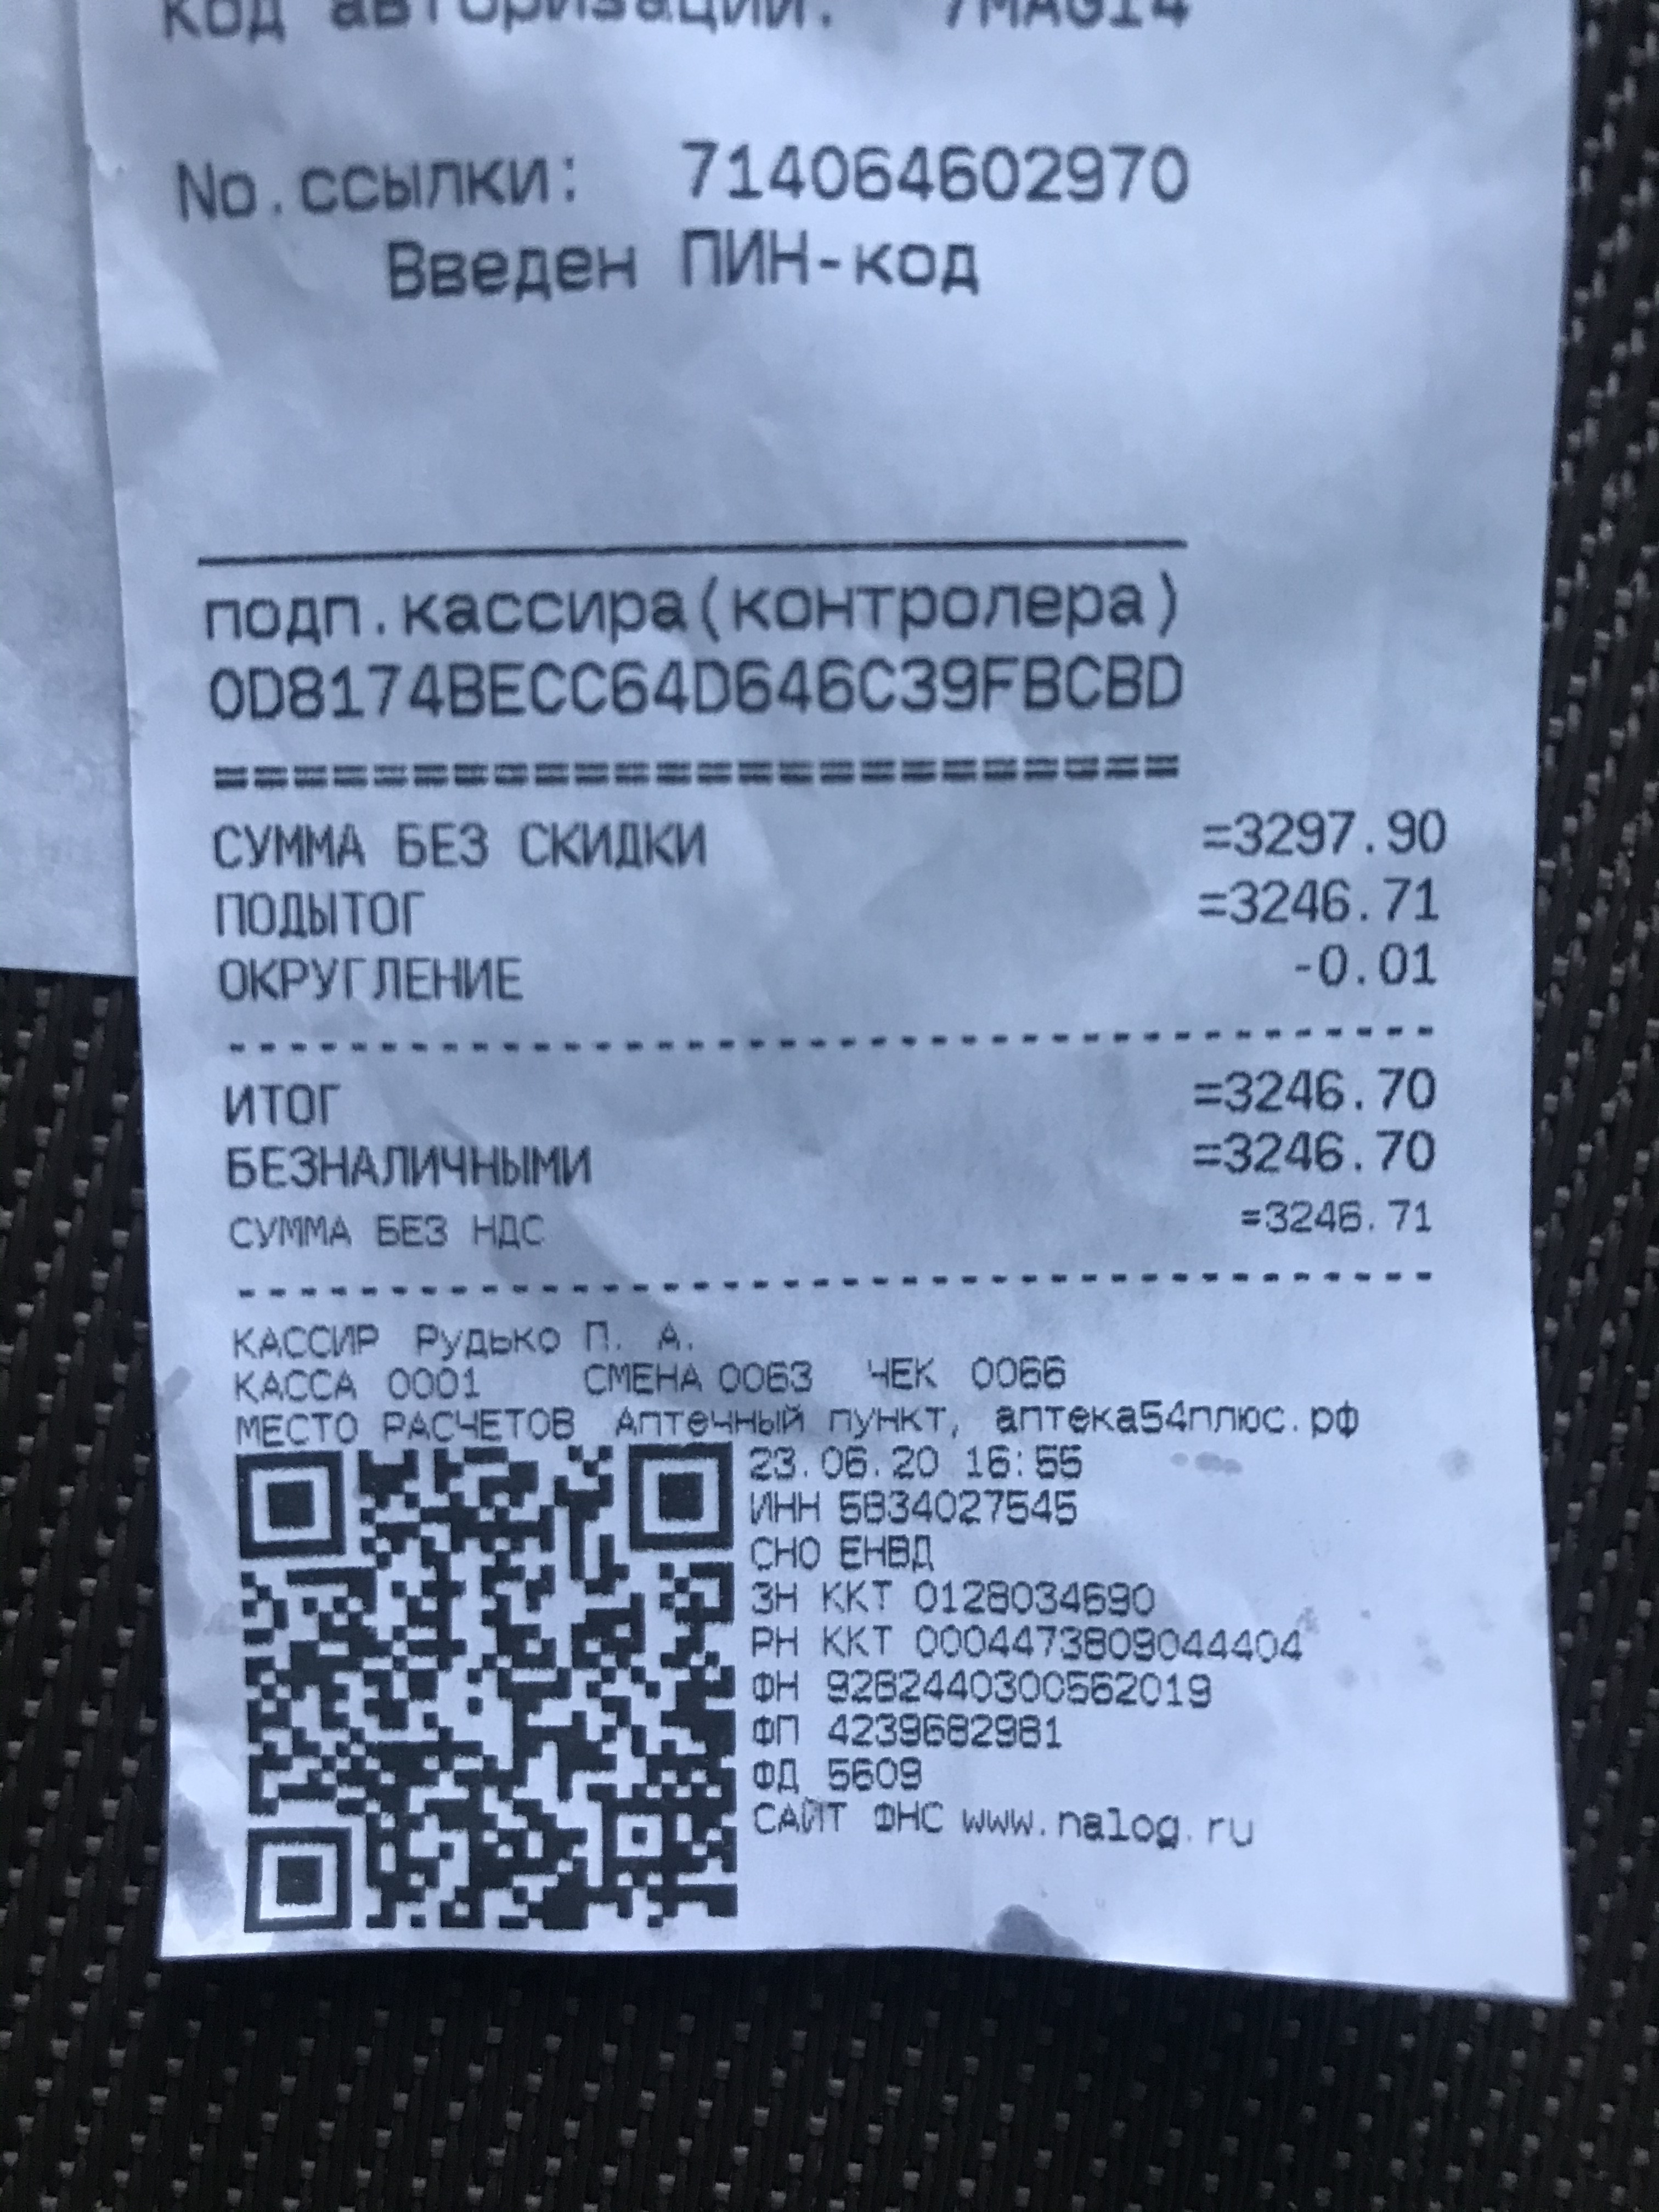 Код авторизации: 7MAG14
No.ссылки: 714064602970
Введен ПИН-код
подп.кассира(контролера)
0D8174BECC64D646C39FBCBD
========================
СУММА БЕЗ СКИДКИ =3297.90
ПОДЫТОГ =3246.71
ОКРУГЛЕНИЕ -0.01
ИТОГ =3246.70
БЕЗНАЛИЧНЫМИ =3246.70
СУММА БЕЗ НДС =3246.71
КАССИР Рудько П. А.
КАССА 0001 СМЕНА 0063 ЧЕК 0066
МЕСТО РАСЧЕТОВ Аптечный пункт, аптека54плюс.рф
23.06.20 16:55
ИНН 5834027545
СНО ЕНВД
ЗН ККТ 0128034690
РН ККТ 0004473809044404
ФН 9282440300562019
ФП 4239682981
ФД 5609
САЙТ ФНС www.nalog.ru